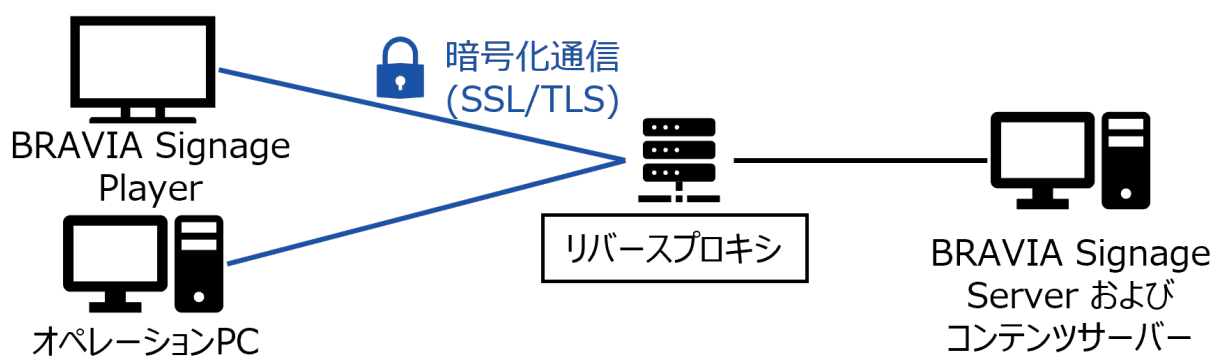 暗号化通信
(SSL/TLS)
BRAVIA Signage
Player
リバースプロキシ
オペレーションPC
BRAVIA Signage
Server および
コンテンツサーバー